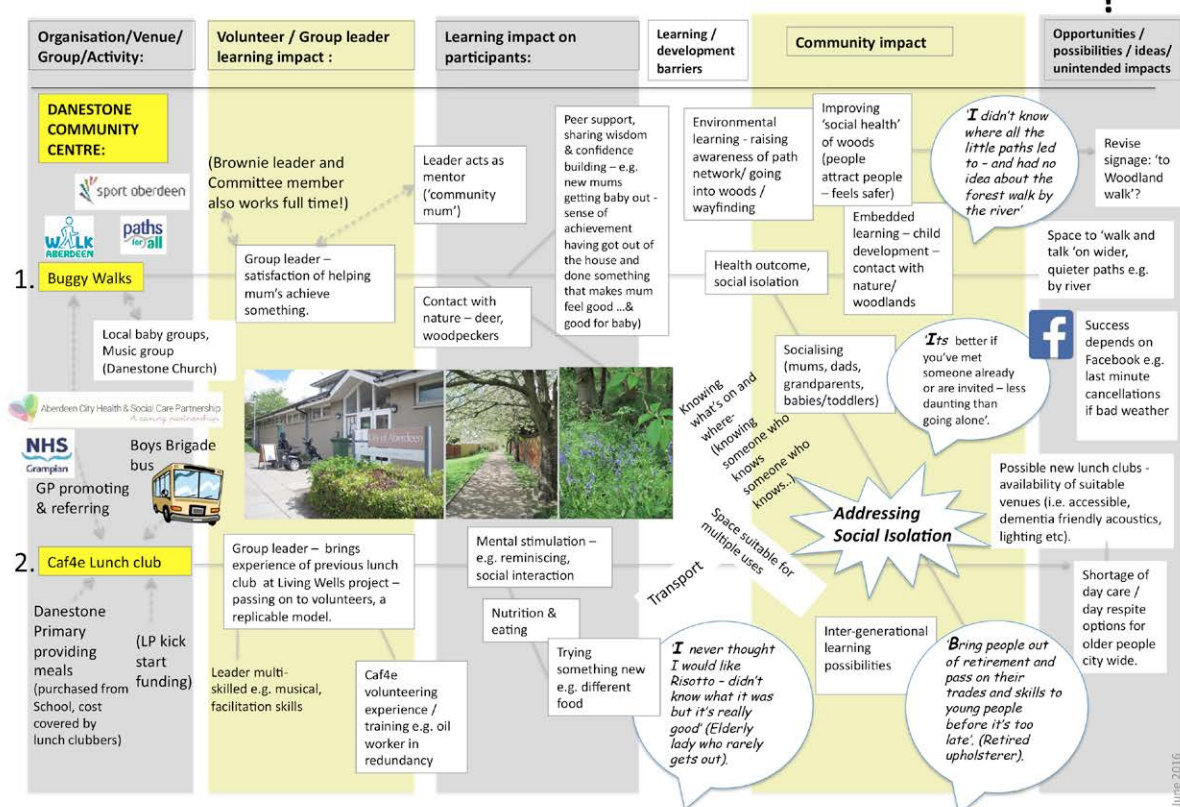 !
Organisation/Venue/
Group/Activity:
Volunteer / Group leader
learning impact :
Learning impact on
participants:
Learning /
development
barriers
Community impact
Opportunities /
possibilities / ideas/
unintended impacts
DANESTONE
COMMUNITY
CENTRE:
sport aberdeen
WALK
ABERDEEN
paths
for all
1.
Buggy Walks
Local baby groups,
Music group
(Danestone Church)
(Brownie leader and
Committee member
also works full time!)
Group leader –
satisfaction of helping
mum's achieve
something.
Leader acts as
mentor
('community
mum')
Contact with
nature – deer,
woodpeckers
Peer support,
sharing wisdom
& confidence
building – e.g.
new mums
getting baby out -
sense of
achievement
having got out of
the house and
done something
that makes mum
feel good ...&
good for baby)
Environmental
learning - raising
awareness of path
network/ going
into woods /
wayfinding
Improving
'social health'
of woods
(people
attract people
– feels safer)
Embedded
learning – child
development –
contact with
nature/
woodlands
Health outcome,
social isolation
'I didn't know
where all the
little paths led
to – and had no
idea about the
forest walk by
the river'
Revise
signage: 'to
Woodland
walk'?
Space to 'walk and
talk 'on wider,
quieter paths e.g.
by river
Socialising
(mums, dads,
grandparents,
babies/toddlers)
'Its better if
you've met
someone already
or are invited – less
daunting than
going alone'.
f
Success
depends on
Facebook e.g.
last minute
cancellations
if bad weather
Aberdeen City Health & Social Care Partnership
A caring partnership
NHS
Grampian
GP promoting
& referring
Boys Brigade
bus
City of Aberdeen
Knowing
what's on and
where-
(knowing
someone who
knows
someone who
knows..)
Space suitable for
multiple uses
Transport
Addressing
Social Isolation
Possible new lunch clubs -
availability of suitable
venues (i.e. accessible,
dementia friendly acoustics,
lighting etc).
2.
Caf4e Lunch club
Danestone
Primary
providing
meals
(purchased from
School, cost
covered by
lunch clubbers)
(LP kick
start
funding)
Group leader – brings
experience of previous lunch
club at Living Wells project –
passing on to volunteers, a
replicable model.
Leader multi-
skilled e.g. musical,
facilitation skills
Caf4e
volunteering
experience /
training e.g. oil
worker in
redundancy
Mental stimulation –
e.g. reminiscing,
social interaction
Nutrition &
eating
Trying
something new
e.g. different
food
'I never thought
I would like
Risotto – didn't
know what it was
but it's really
good' (Elderly
lady who rarely
gets out).
Inter-generational
learning
possibilities
'Bring people out
of retirement and
pass on their
trades and skills to
young people
before it's too
late'. (Retired
upholsterer).
Shortage of
day care /
day respite
options for
older people
city wide.
June 2016